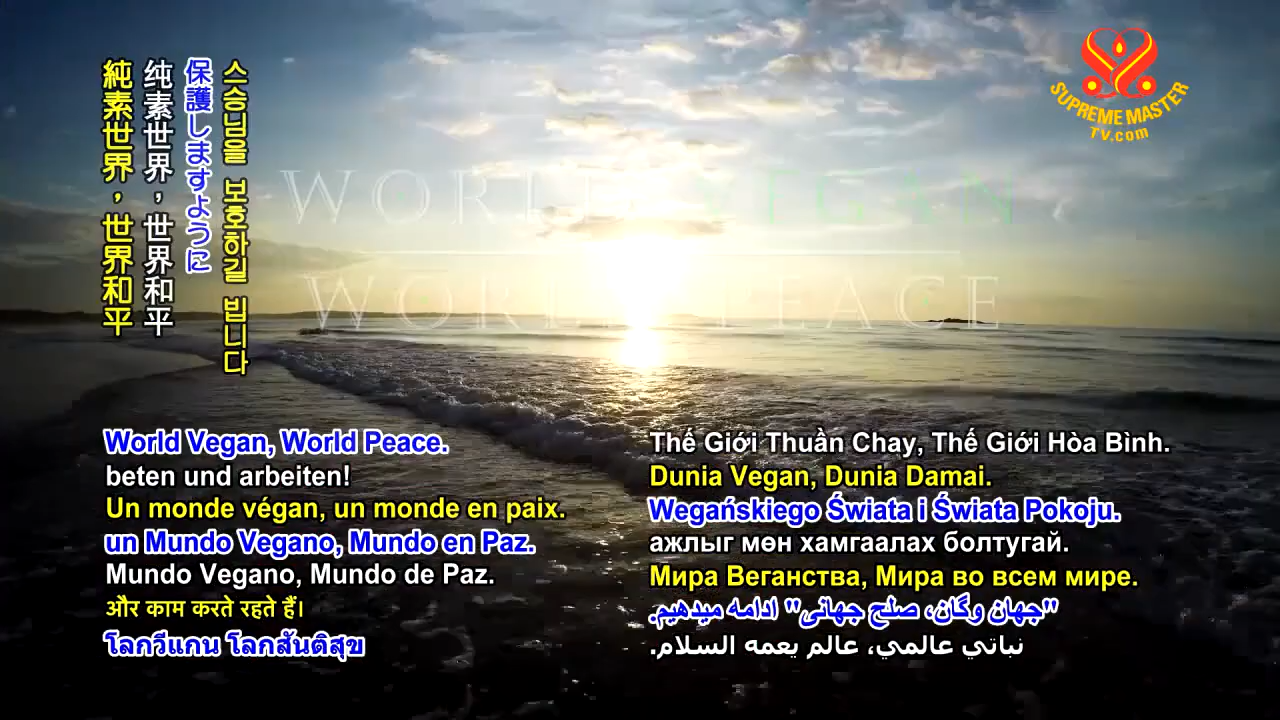 스승님을 보호하길 빕니다
保護しますように
纯素世界，世界和平
純素世界，世界和平
SUPREME MASTER
TV.com
WORLD VEGAN
WORLD PEACE
World Vegan, World Peace.
beten und arbeiten!
Un monde végan, un monde en paix.
un Mundo Vegano, Mundo en Paz.
Mundo Vegano, Mundo de Paz.
और काम करते रहते हैं।
โลกวีแกน โลกสันติสุข
Thế Giới Thuần Chay, Thế Giới Hòa Bình.
Dunia Vegan, Dunia Damai.
Wegańskiego Świata i Świata Pokoju.
ажлыг мөн хамгаалах болтугай.
Мира Веганства, Мира во всем мире.
"جهان وگان، صلح جهانی" ادامه میدهیم.
نباتي عالمي، عالم يعمه السلام.